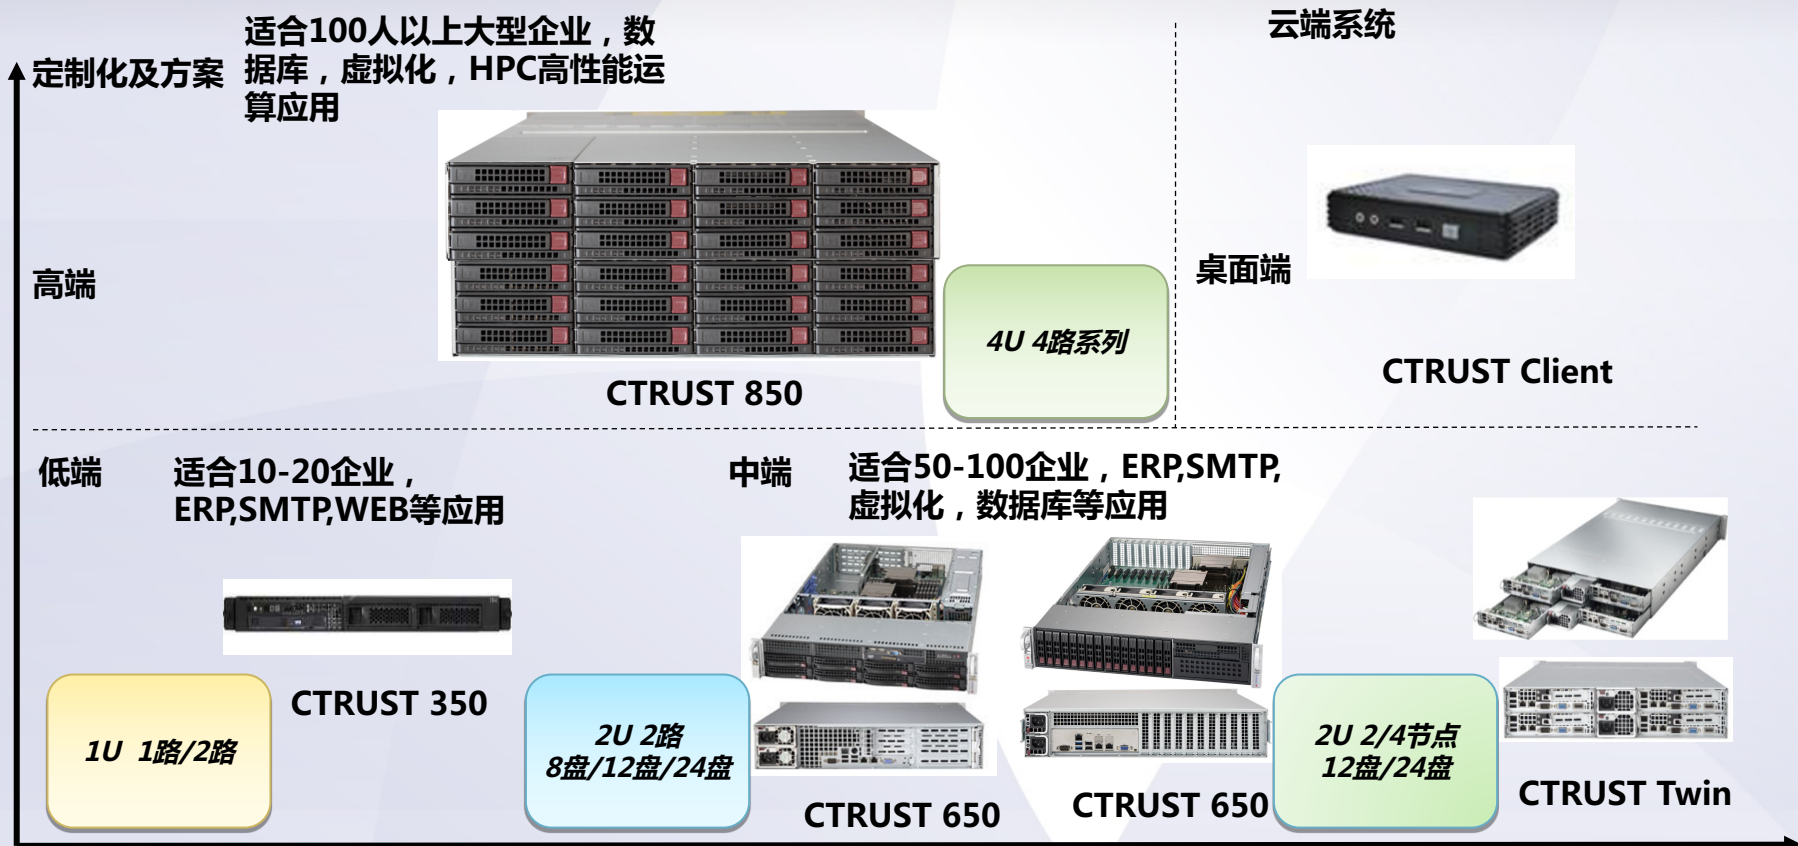 适合100人以上大型企业，数
据库，虚拟化，HPC高性能运
算应用
定制化及方案
云端系统
高端
4U 4路系列
CTRUST 850
桌面端
CTRUST Client
低端
适合10-20企业，
ERP,SMTP,WEB等应用
中端
适合50-100企业，ERP,SMTP,
虚拟化，数据库等应用
1U 1路/2路
CTRUST 350
2U 2路
8盘/12盘/24盘
CTRUST 650
CTRUST 650
2U 2/4节点
12盘/24盘
CTRUST Twin